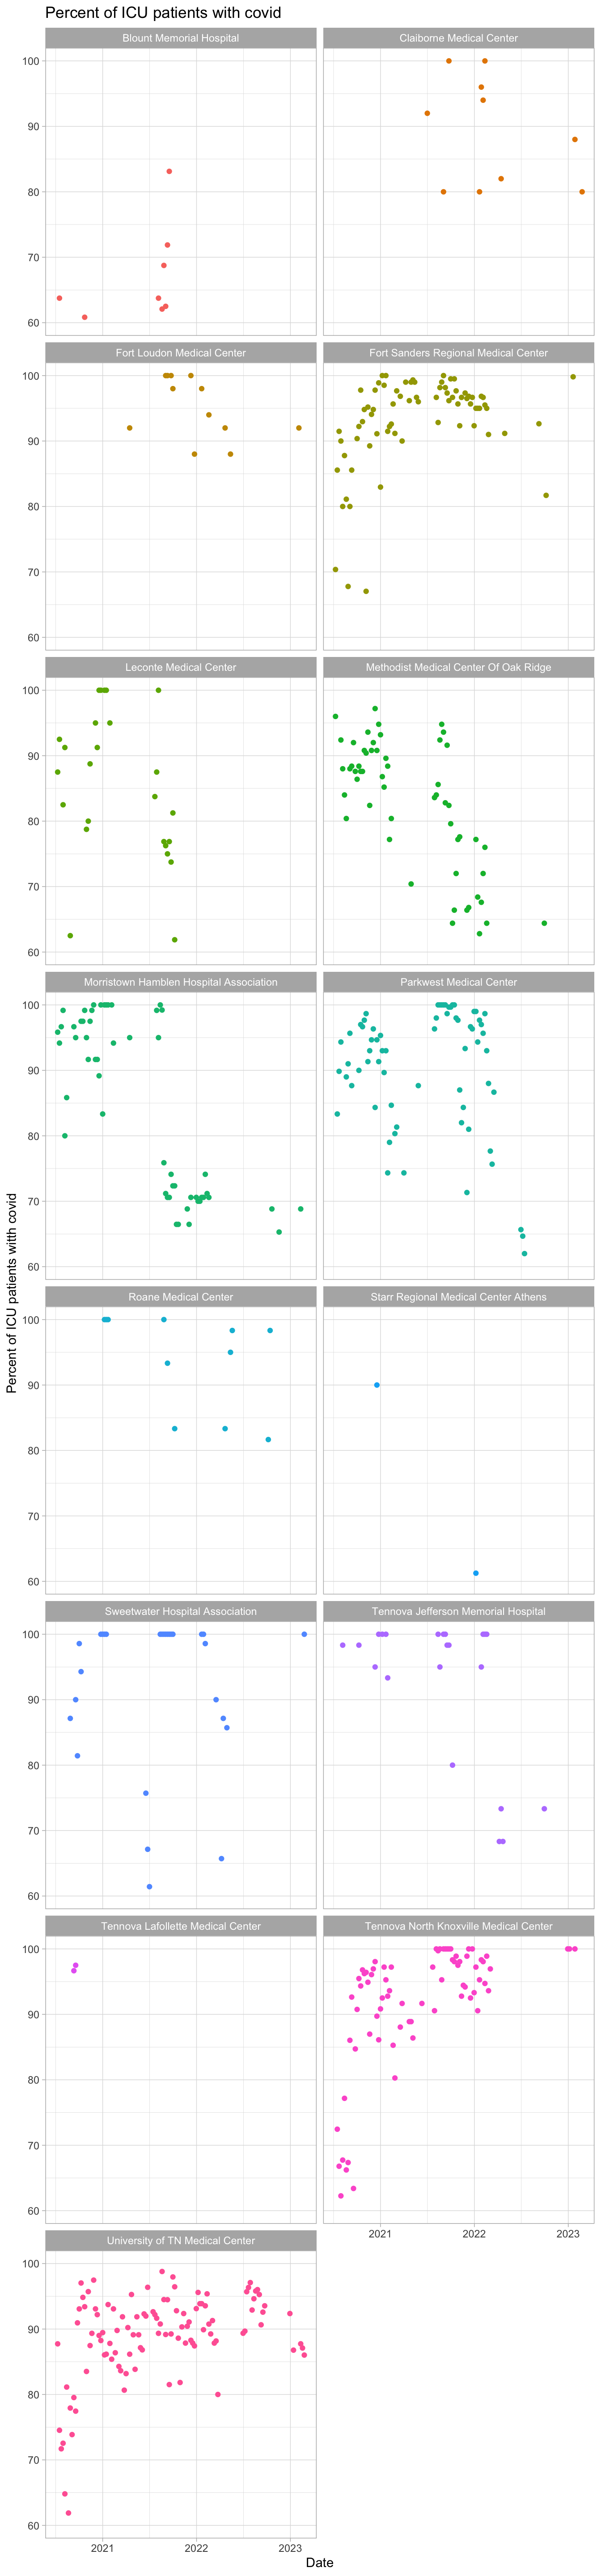 Percent of ICU patients with covid
Blount Memorial Hospital
Claiborne Medical Center
100
90
80
70
60
Fort Loudon Medical Center
Fort Sanders Regional Medical Center
100
90
80
70
60
Leconte Medical Center
Methodist Medical Center Of Oak Ridge
100
90
80
70
60
Morristown Hamblen Hospital Association
Parkwest Medical Center
100
90
80
70
60
Percent of ICU patients witth covid
Roane Medical Center
Starr Regional Medical Center Athens
100
90
80
70
60
Sweetwater Hospital Association
Tennova Jefferson Memorial Hospital
100
90
80
70
60
Tennova Lafollette Medical Center
Tennova North Knoxville Medical Center
100
90
80
70
60
2021
2022
2023
University of TN Medical Center
100
90
80
70
60
2021
2022
2023
Date